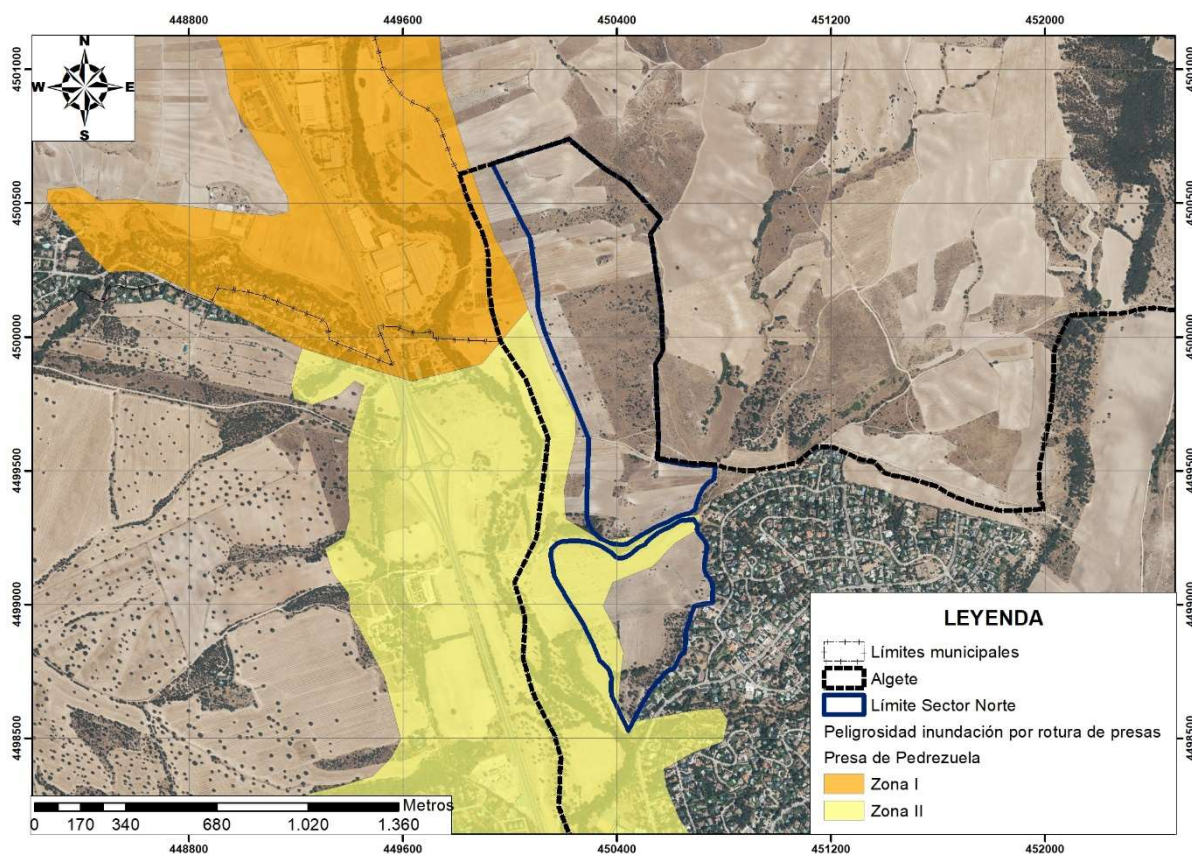 448800 449600 450400 451200 452000
N
W E
S
4501000 4501000
4500500 4500500
4500000 4500000
4499500 4499500
4499000 4499000
4498500 4498500
LEYENDA
Límites municipales
Algete
Límite Sector Norte
Peligrosidad inundación por rotura de presas
Presa de Pedrezuela
Zona I
Zona II
Metros
0 170 340 680 1.020 1.360
448800 449600 450400 451200 452000